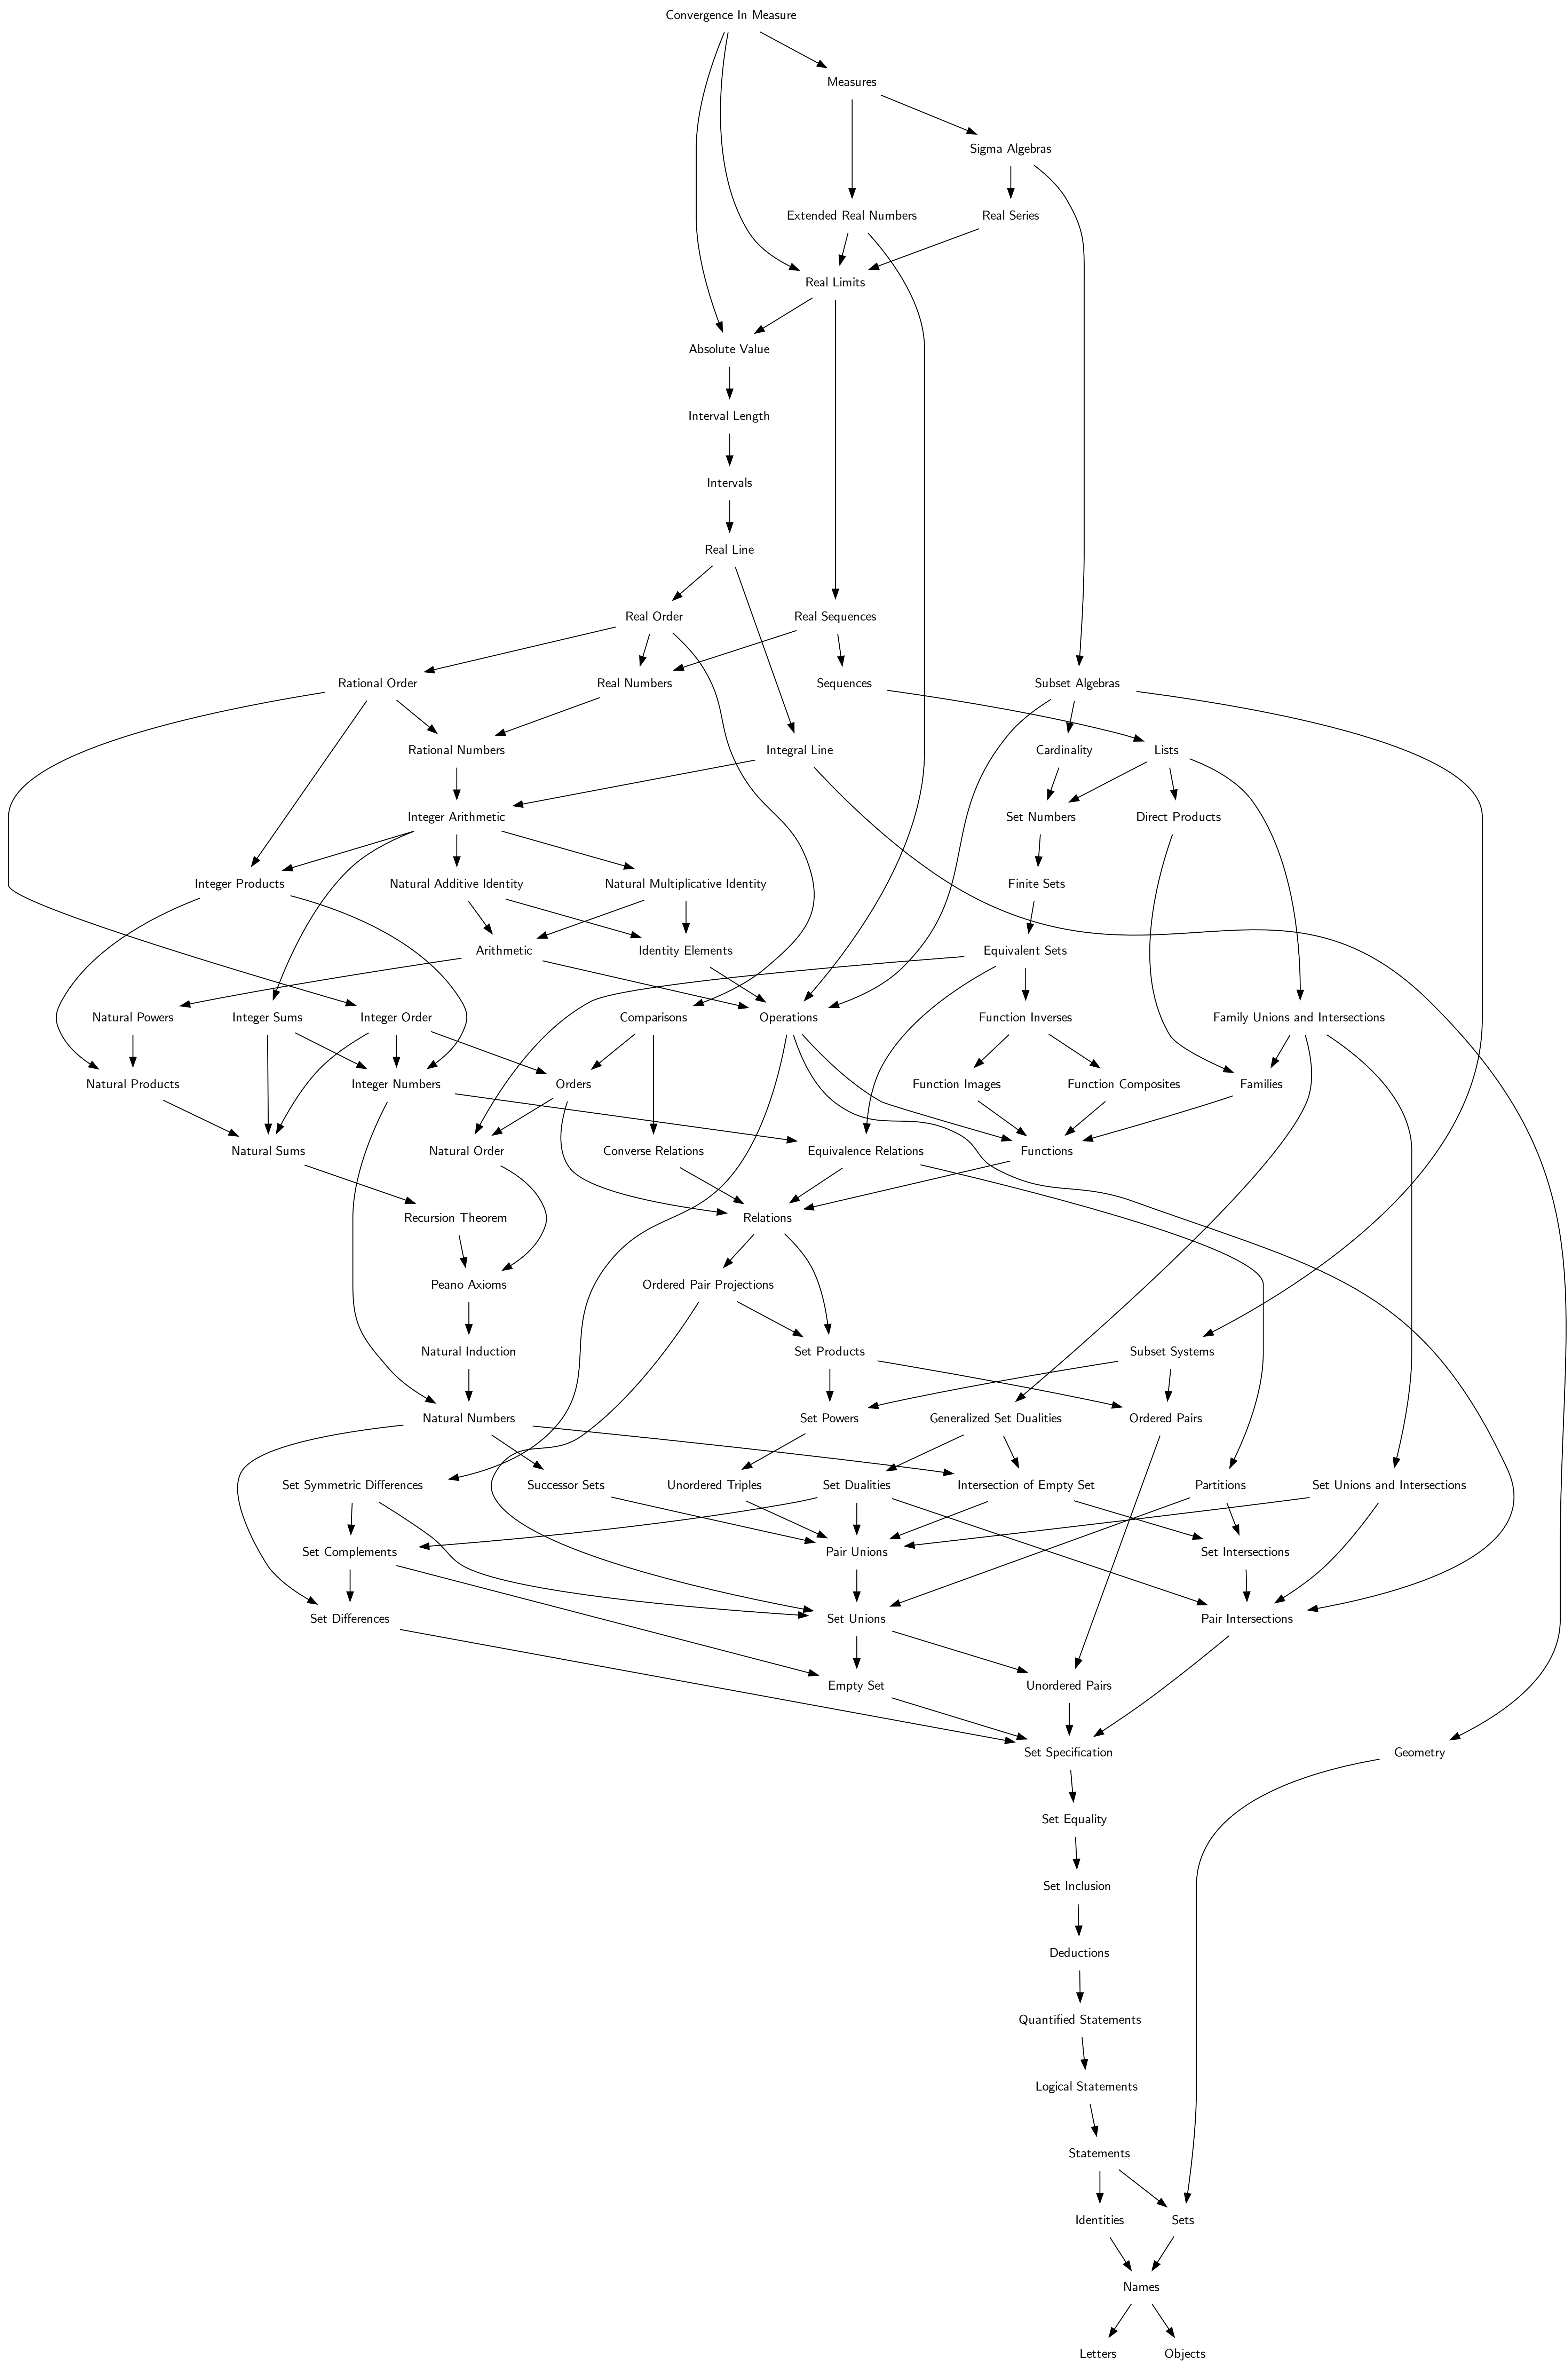 Convergence In Measure
Measures
Sigma Algebras
Extended Real Numbers
Real Series
Real Limits
Absolute Value
Interval Length
Intervals
Real Line
Real Order
Real Sequences
Rational Order
Real Numbers
Sequences
Subset Algebras
Rational Numbers
Integral Line
Cardinality
Lists
Integer Arithmetic
Set Numbers
Direct Products
Integer Products
Natural Additive Identity
Natural Multiplicative Identity
Finite Sets
Arithmetic
Identity Elements
Equivalent Sets
Natural Powers
Integer Sums
Integer Order
Comparisons
Operations
Function Inverses
Family Unions and Intersections
Natural Products
Integer Numbers
Orders
Function Images
Function Composites
Families
Natural Sums
Natural Order
Converse Relations
Equivalence Relations
Functions
Recursion Theorem
Relations
Peano Axioms
Ordered Pair Projections
Natural Induction
Set Products
Subset Systems
Natural Numbers
Set Powers
Generalized Set Dualities
Ordered Pairs
Set Symmetric Differences
Successor Sets
Unordered Triples
Set Dualities
Intersection of Empty Set
Partitions
Set Unions and Intersections
Set Complements
Pair Unions
Set Intersections
Set Differences
Set Unions
Pair Intersections
Empty Set
Unordered Pairs
Set Specification
Geometry
Set Equality
Set Inclusion
Deductions
Quantified Statements
Logical Statements
Statements
Identities
Sets
Names
Letters
Objects